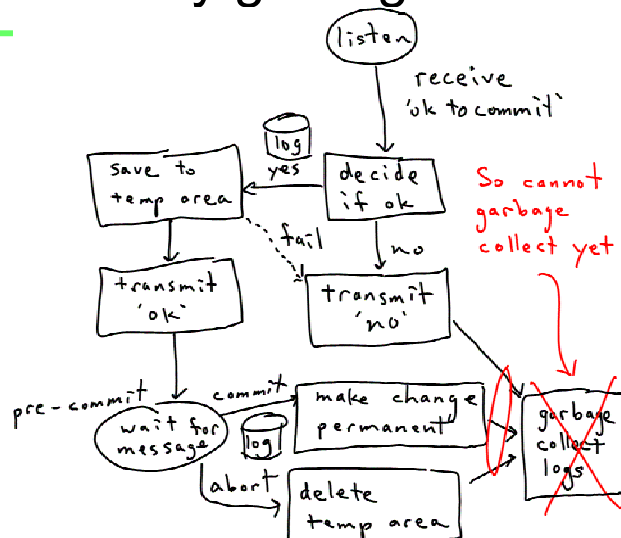 listen
receive
'ok to commit'
log
yes
save to
temp area
decide
if ok
So cannot
garbage
collect yet
fail
no
transmit
'ok'
transmit
'no'
pre-commit
commit
wait for
message
log
make change
permanent
garbage
collect
logs
abort
delete
temp area